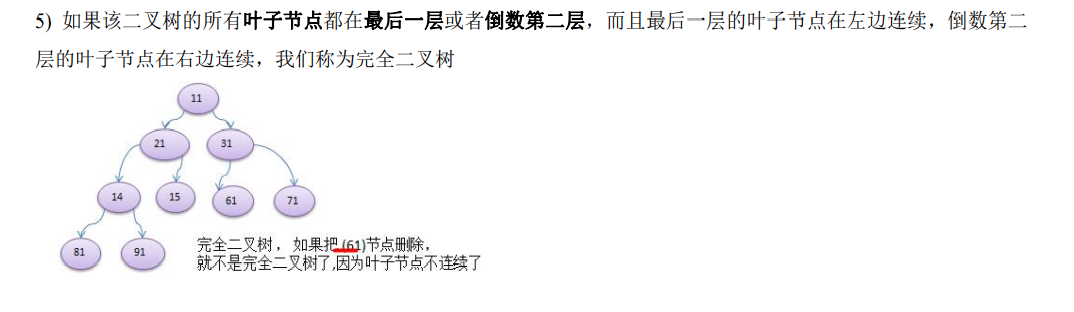 5) 如果该二叉树的所有叶子节点都在最后一层或者倒数第二层，而且最后一层的叶子节点在左边连续，倒数第二
层的叶子节点在右边连续，我们称为完全二叉树
11
21
31
14
15
61
71
81
91
完全二叉树， 如果把(61)节点删除，
就不是完全二叉树了,因为叶子节点不连续了